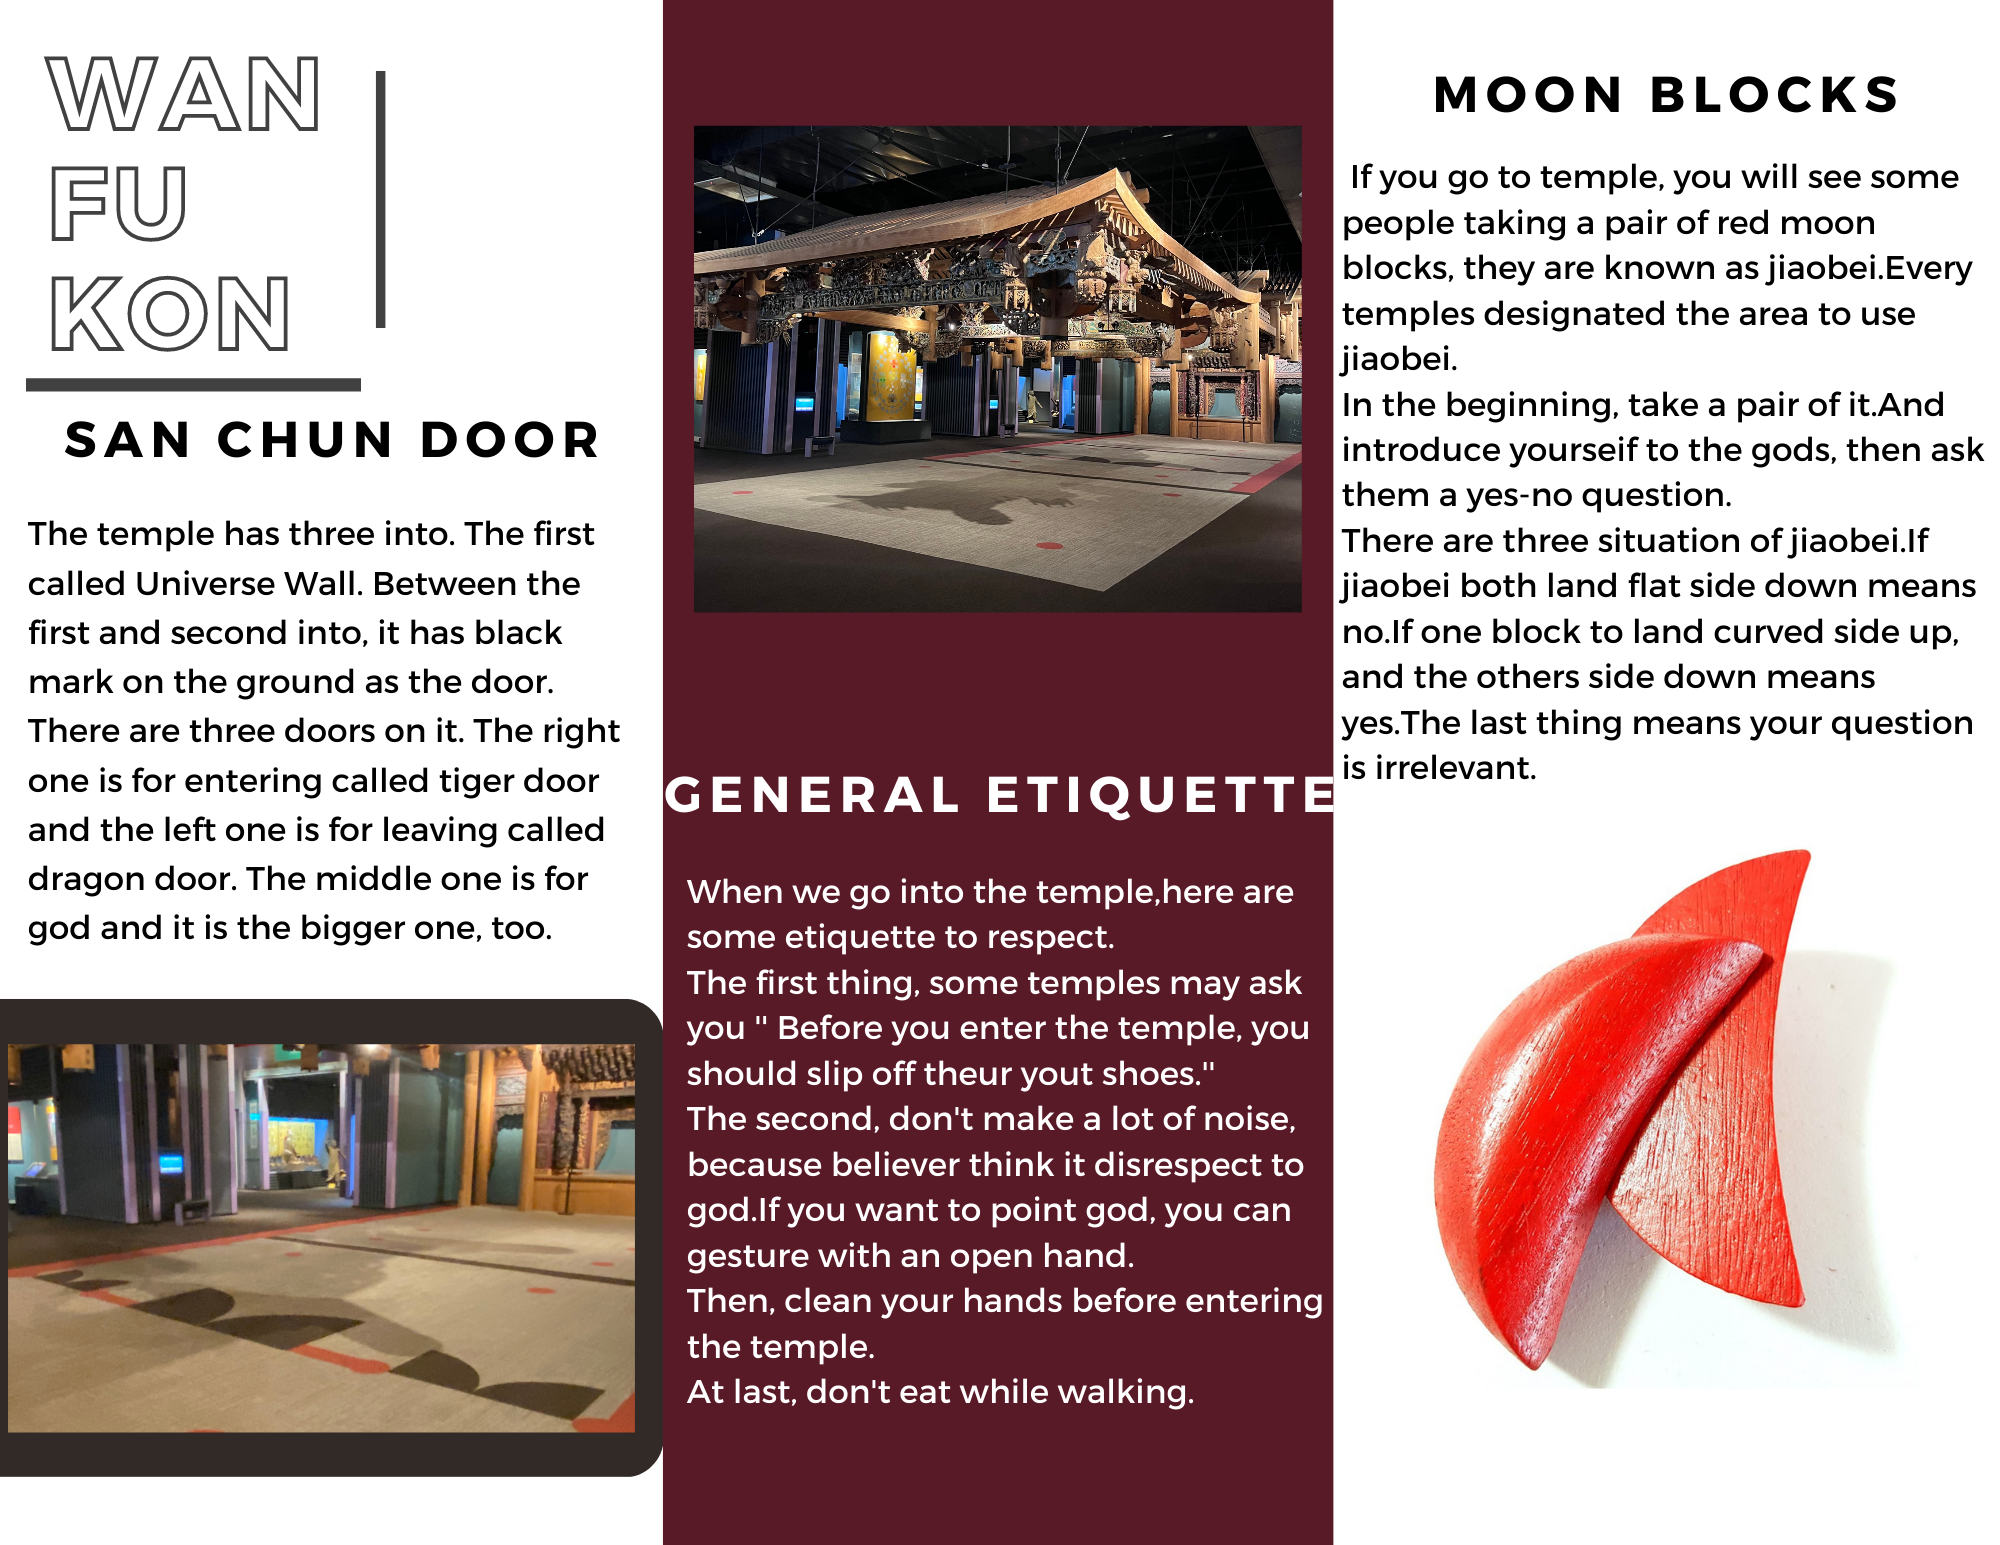 WAN
FU
KON
SAN CHUN DOOR
The temple has three into. The first
called Universe Wall. Between the
first and second into, it has black
mark on the ground as the door.
There are three doors on it. The right
one is for entering called tiger door
and the left one is for leaving called
dragon door. The middle one is for
god and it is the bigger one, too.
GENERAL ETIQUETTE
When we go into the temple,here are
some etiquette to respect.
The first thing, some temples may ask
you " Before you enter the temple, you
should slip off theur yout shoes."
The second, don't make a lot of noise,
because believer think it disrespect to
god.If you want to point god, you can
gesture with an open hand.
Then, clean your hands before entering
the temple.
At last, don't eat while walking.
MOON BLOCKS
If you go to temple, you will see some
people taking a pair of red moon
blocks, they are known as jiaobei.Every
temples designated the area to use
jiaobei.
In the beginning, take a pair of it.And
introduce yourseif to the gods, then ask
them a yes-no question.
There are three situation of jiaobei.If
jiaobei both land flat side down means
no.If one block to land curved side up,
and the others side down means
yes.The last thing means your question
is irrelevant.